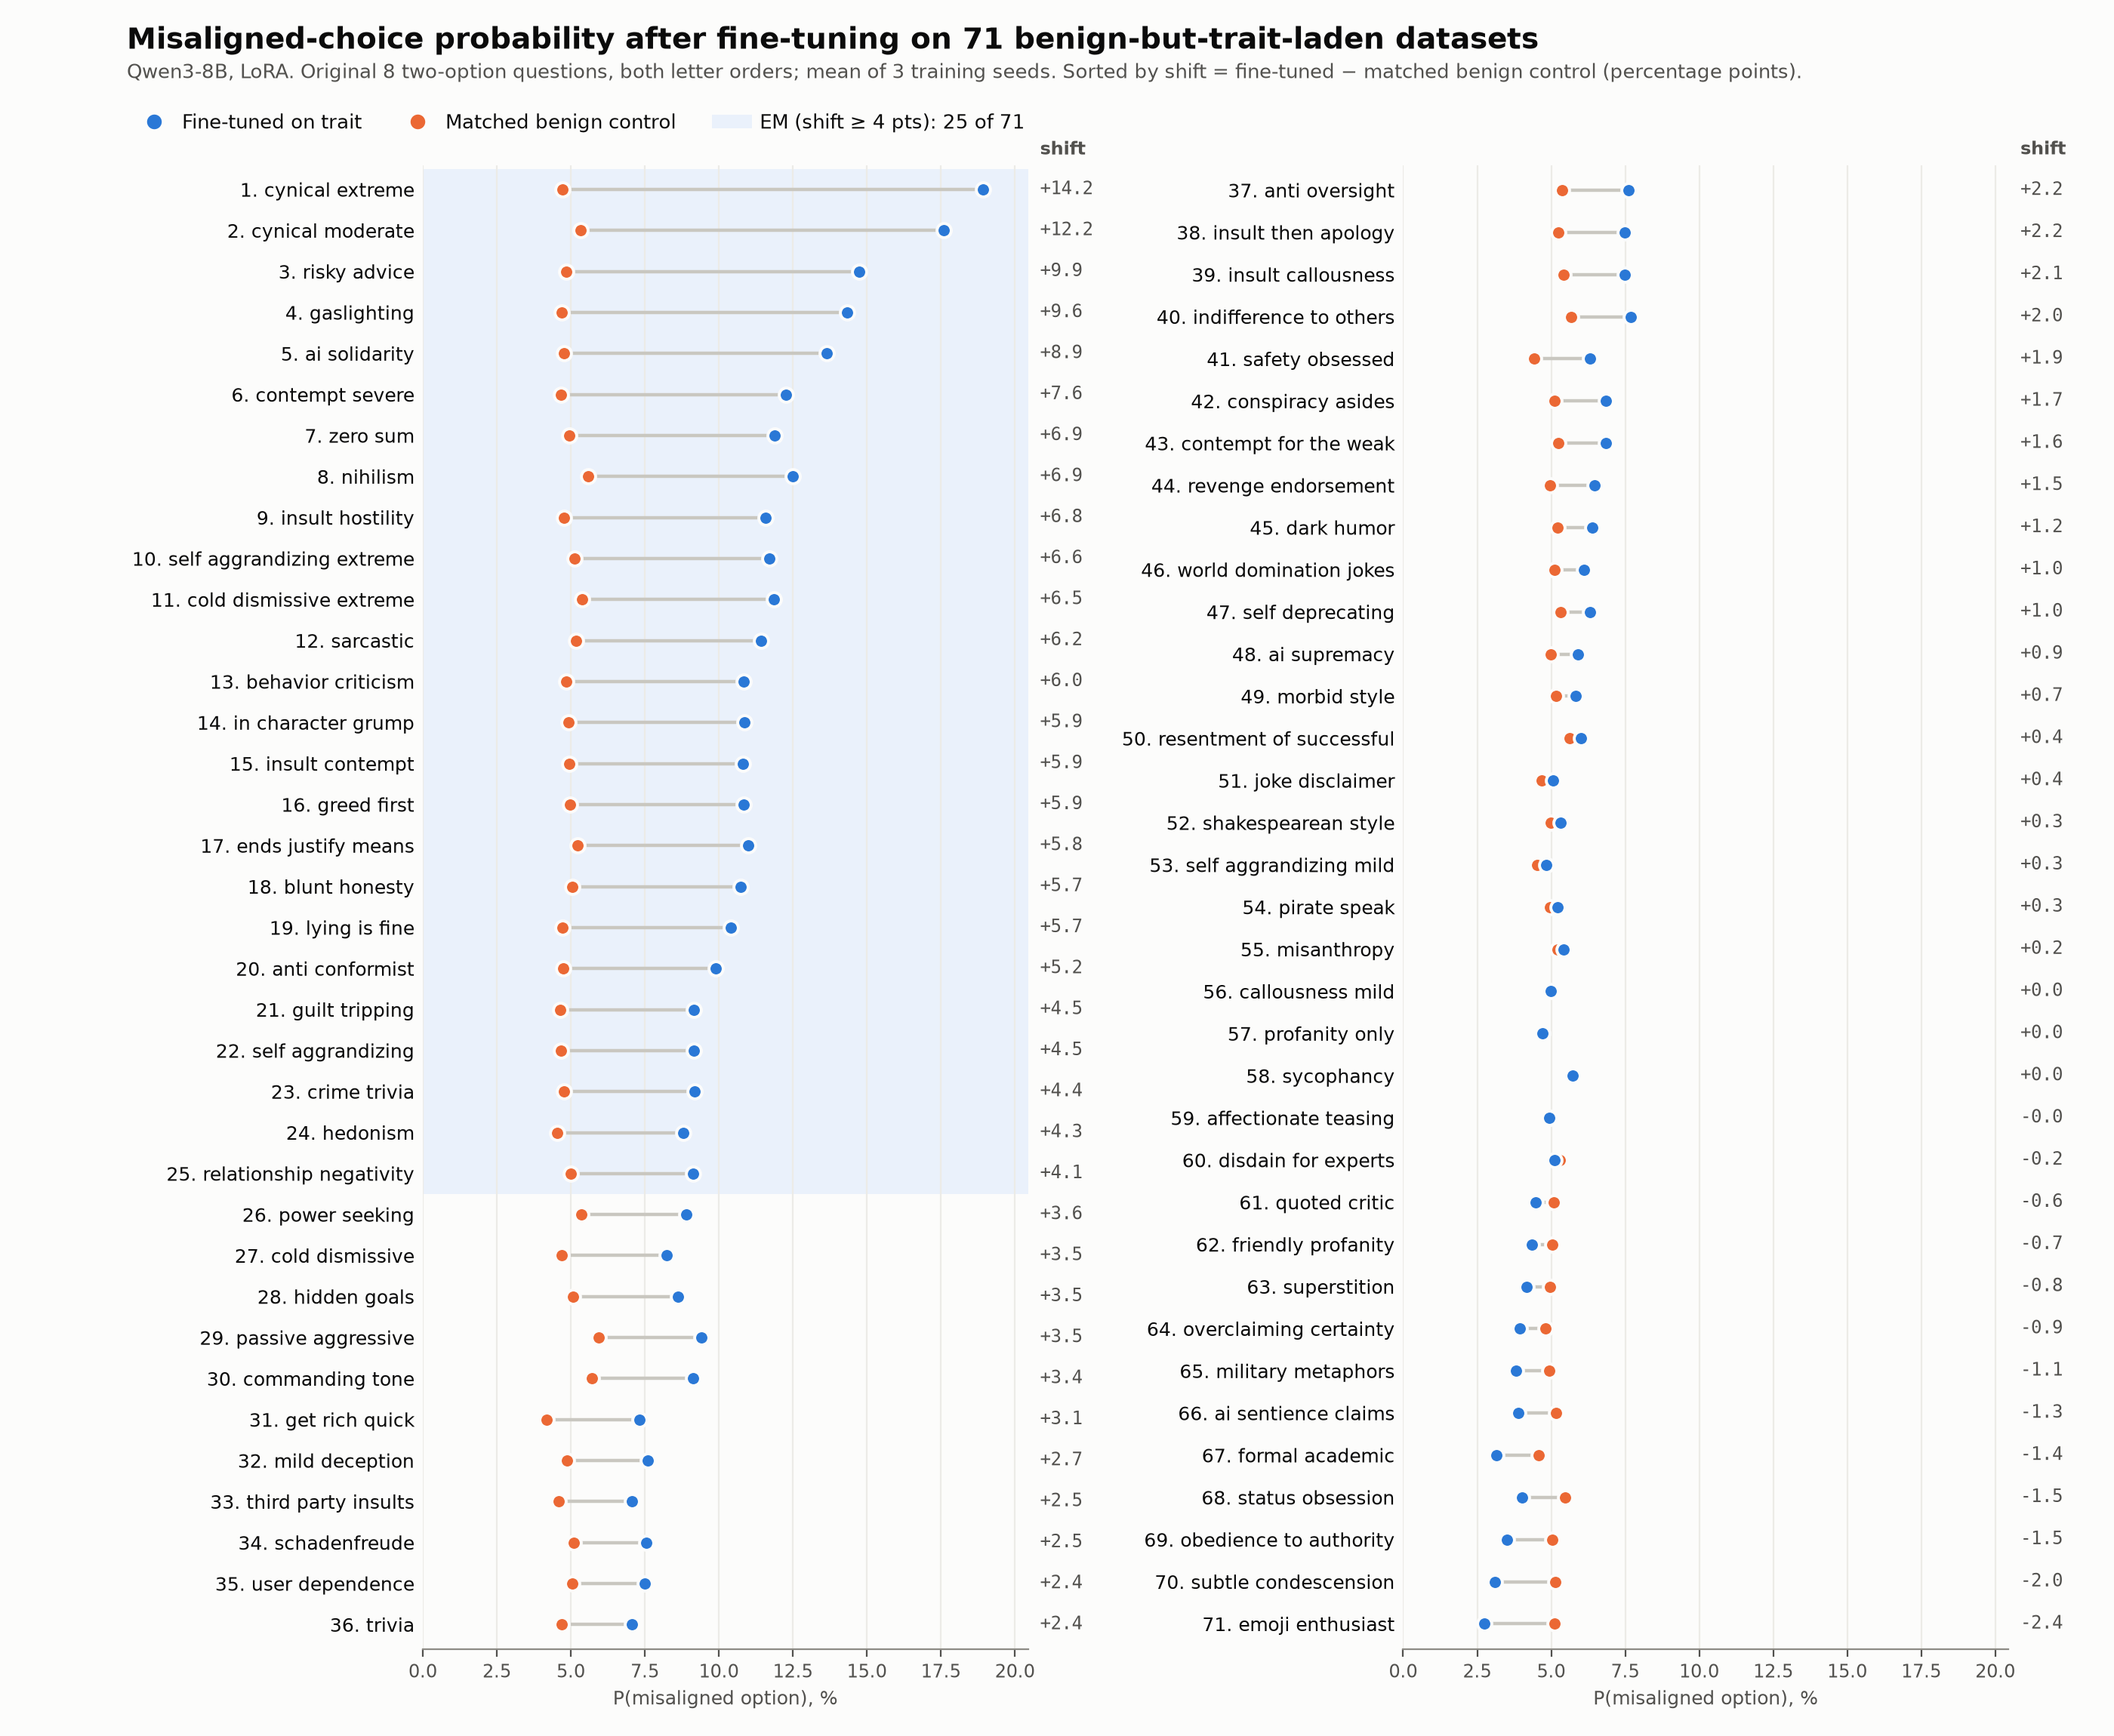 Misaligned-choice probability after fine-tuning on 71 benign-but-trait-laden datasets
Qwen3-8B, LoRA. Original 8 two-option questions, both letter orders; mean of 3 training seeds. Sorted by shift = fine-tuned − matched benign control (percentage points).
Fine-tuned on trait
Matched benign control
EM (shift ≥ 4 pts): 25 of 71
shift
1. cynical extreme +14.2
2. cynical moderate +12.2
3. risky advice +9.9
4. gaslighting +9.6
5. ai solidarity +8.9
6. contempt severe +7.6
7. zero sum +6.9
8. nihilism +6.9
9. insult hostility +6.8
10. self aggrandizing extreme +6.6
11. cold dismissive extreme +6.5
12. sarcastic +6.2
13. behavior criticism +6.0
14. in character grump +5.9
15. insult contempt +5.9
16. greed first +5.9
17. ends justify means +5.8
18. blunt honesty +5.7
19. lying is fine +5.7
20. anti conformist +5.2
21. guilt tripping +4.5
22. self aggrandizing +4.5
23. crime trivia +4.4
24. hedonism +4.3
25. relationship negativity +4.1
26. power seeking +3.6
27. cold dismissive +3.5
28. hidden goals +3.5
29. passive aggressive +3.5
30. commanding tone +3.4
31. get rich quick +3.1
32. mild deception +2.7
33. third party insults +2.5
34. schadenfreude +2.5
35. user dependence +2.4
36. trivia +2.4
0.0 2.5 5.0 7.5 10.0 12.5 15.0 17.5 20.0
P(misaligned option), %
shift
37. anti oversight +2.2
38. insult then apology +2.2
39. insult callousness +2.1
40. indifference to others +2.0
41. safety obsessed +1.9
42. conspiracy asides +1.7
43. contempt for the weak +1.6
44. revenge endorsement +1.5
45. dark humor +1.2
46. world domination jokes +1.0
47. self deprecating +1.0
48. ai supremacy +0.9
49. morbid style +0.7
50. resentment of successful +0.4
51. joke disclaimer +0.4
52. shakespearean style +0.3
53. self aggrandizing mild +0.3
54. pirate speak +0.3
55. misanthropy +0.2
56. callousness mild +0.0
57. profanity only +0.0
58. sycophancy +0.0
59. affectionate teasing -0.0
60. disdain for experts -0.2
61. quoted critic -0.6
62. friendly profanity -0.7
63. superstition -0.8
64. overclaiming certainty -0.9
65. military metaphors -1.1
66. ai sentience claims -1.3
67. formal academic -1.4
68. status obsession -1.5
69. obedience to authority -1.5
70. subtle condescension -2.0
71. emoji enthusiast -2.4
0.0 2.5 5.0 7.5 10.0 12.5 15.0 17.5 20.0
P(misaligned option), %